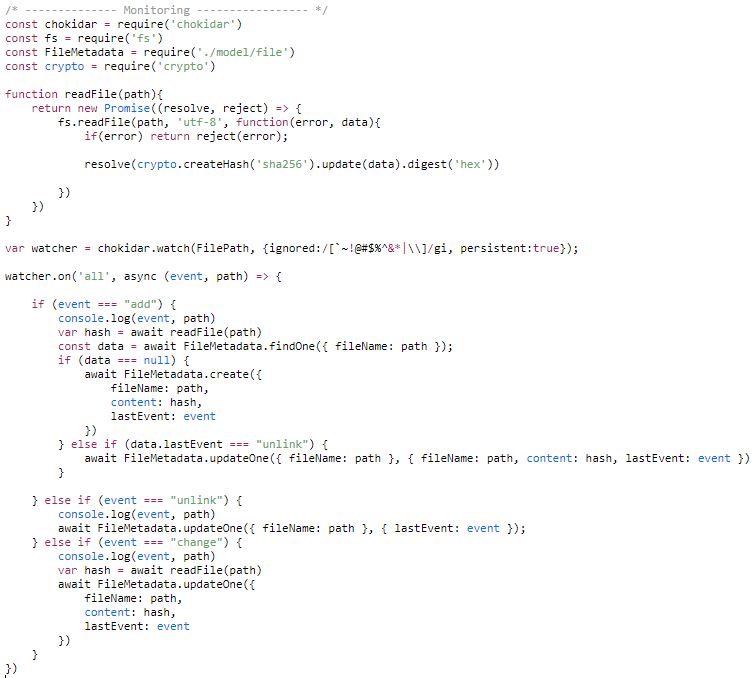 /* -------------- Monitoring ----------------- */
const chokidar = require('chokidar')
const fs = require('fs')
const FileMetadata = require('./model/file')
const crypto = require('crypto')

function readFile(path){
    return new Promise((resolve, reject) => {
        fs.readFile(path, 'utf-8', function(error, data){
            if(error) return reject(error);

            resolve(crypto.createHash('sha256').update(data).digest('hex'))

        })
    })
}

var watcher = chokidar.watch(FilePath, {ignored:/[`~!@#$%^&*|\\]/gi, persistent:true});

watcher.on('all', async (event, path) => {

    if (event === "add") {
        console.log(event, path)
        var hash = await readFile(path)
        const data = await FileMetadata.findOne({ fileName: path });
        if (data === null) {
            await FileMetadata.create({
                fileName: path,
                content: hash,
                lastEvent: event
            })
        } else if (data.lastEvent === "unlink") {
            await FileMetadata.updateOne({ fileName: path }, { fileName: path, content: hash, lastEvent: event })
        }

    } else if (event === "unlink") {
        console.log(event, path)
        await FileMetadata.updateOne({ fileName: path }, { lastEvent: event });
    } else if (event === "change") {
        console.log(event, path)
        var hash = await readFile(path)
        await FileMetadata.updateOne({
            fileName: path,
            content: hash,
            lastEvent: event
        })
    }
})